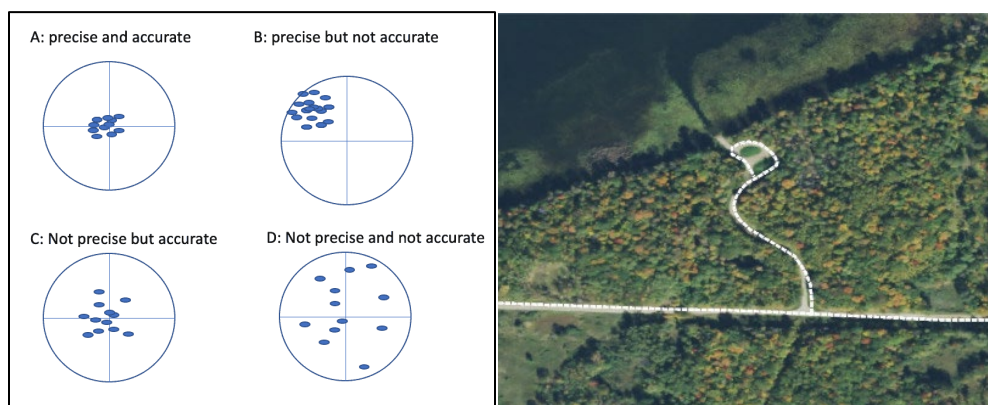 A: precise and accurate
B: precise but not accurate
C: Not precise but accurate
D: Not precise and not accurate